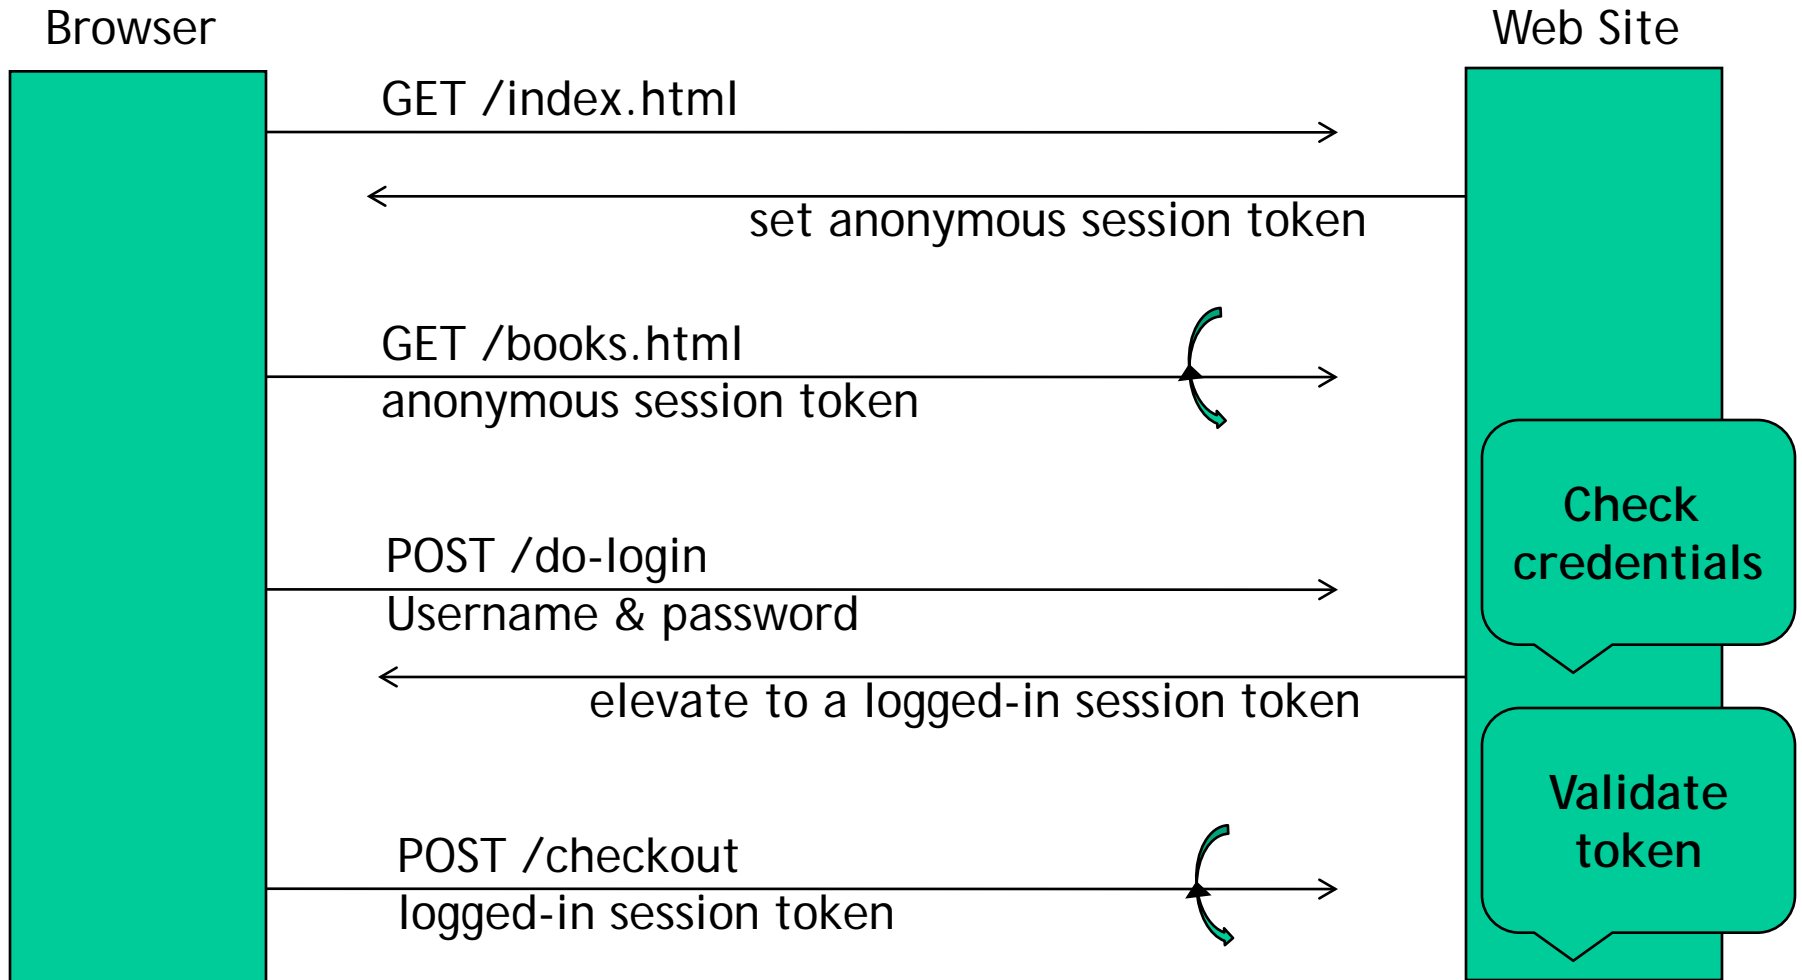 Browser
Web Site
GET /index.html
set anonymous session token
GET /books.html
anonymous session token
Check
credentials
POST /do-login
Username & password
elevate to a logged-in session token
Validate
token
POST /checkout
logged-in session token